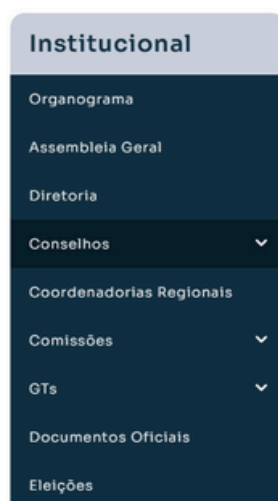 Institucional
Organograma
Assembleia Geral
Diretoria
Conselhos
Coordenadorias Regionais
Comissões
GTs
Documentos Oficiais
Eleições